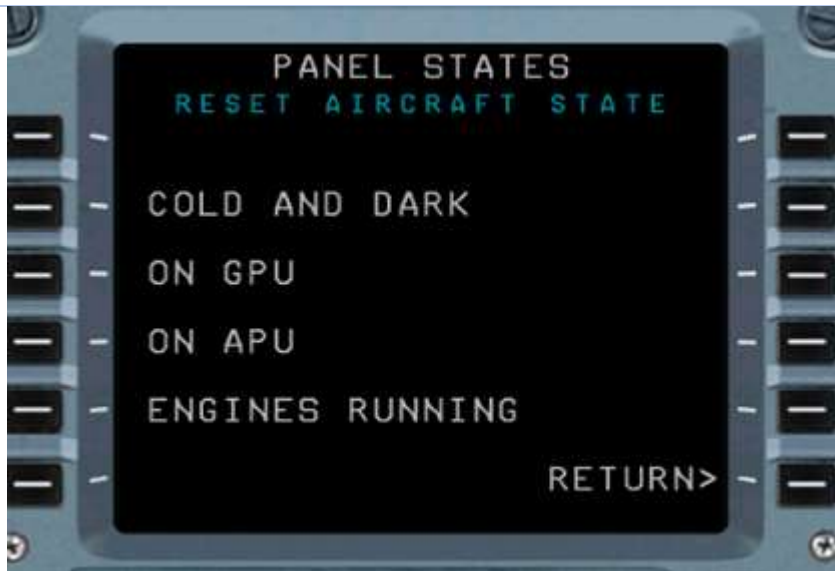 PANEL STATES
RESET AIRCRAFT STATE
COLD AND DARK
ON GPU
ON APU
ENGINES RUNNING
RETURN>